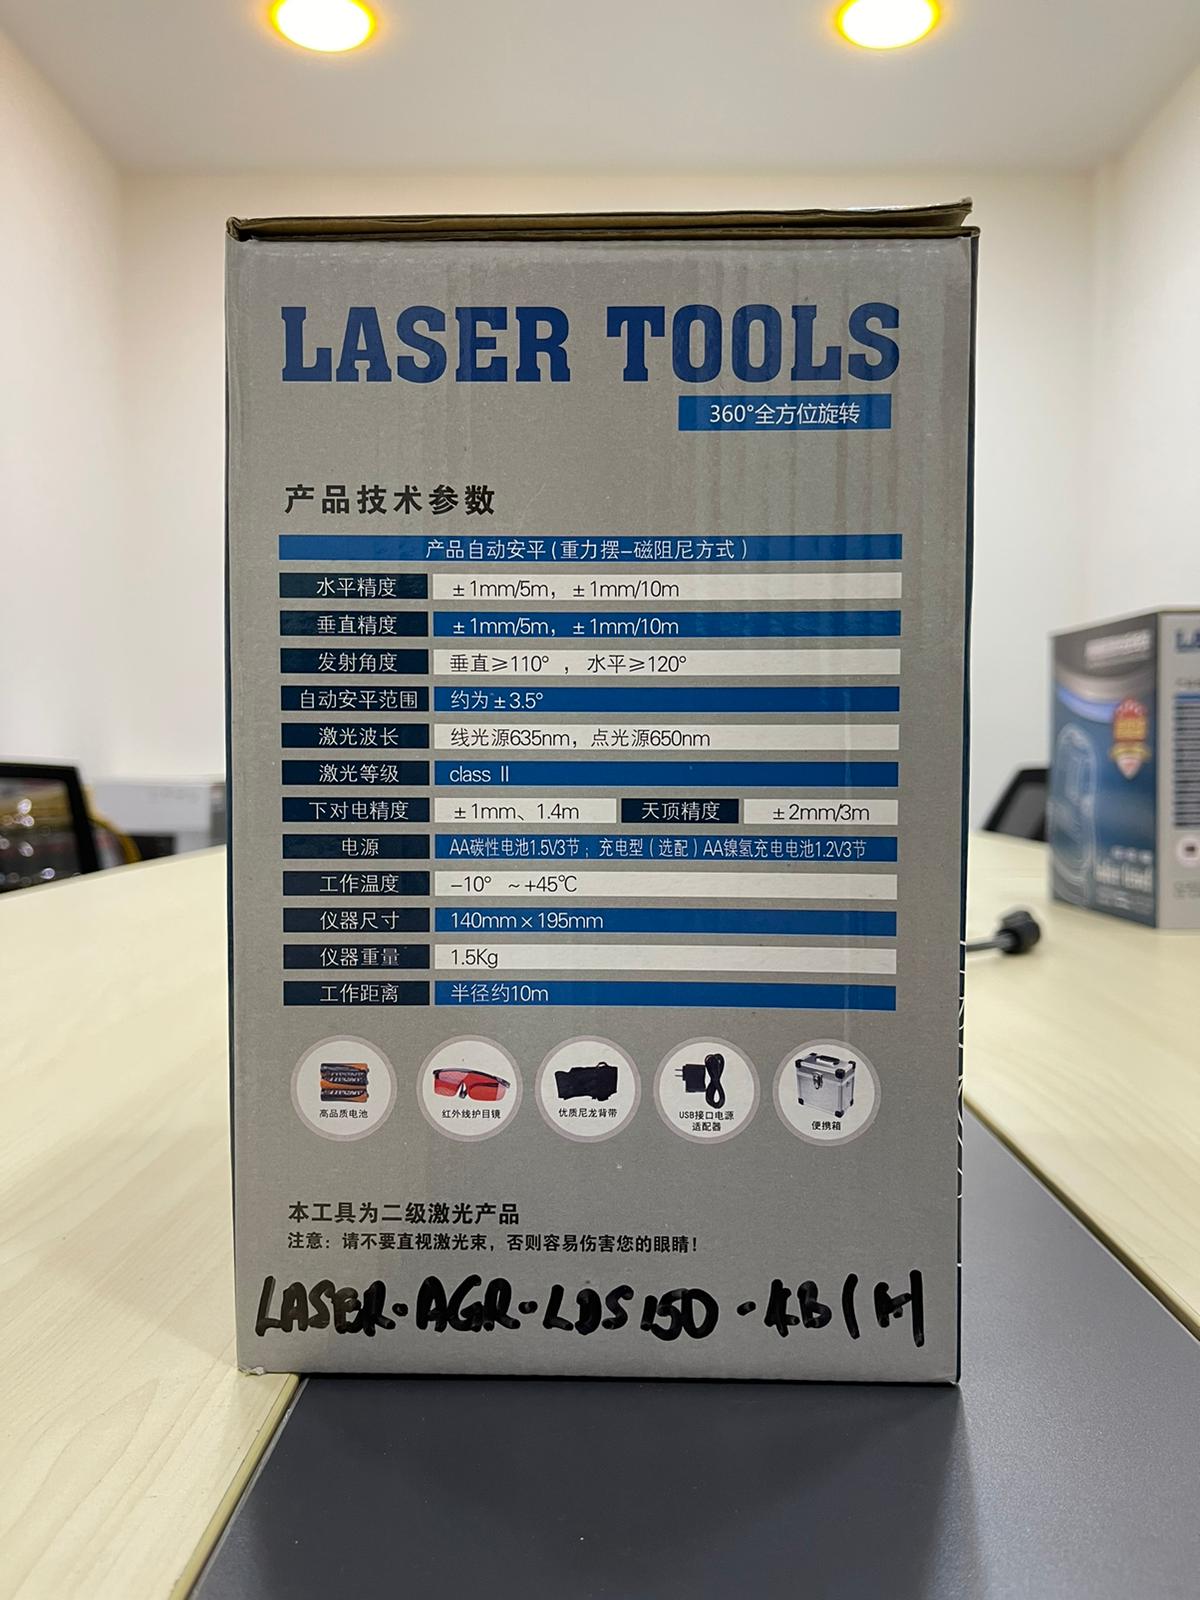 LASER TOOLS
360°全方位旋转
产品技术参数
产品自动安平(重力摆-磁阻尼方式)
水平精度 ±1mm/5m, ±1mm/10m
垂直精度 ±1mm/5m, ±1mm/10m
发射角度 垂直≥110° , 水平≥120°
自动安平范围 约为±3.5°
激光波长 线光源635nm, 点光源650nm
激光等级 class II
下对电精度 ±1mm、1.4m 天顶精度 ±2mm/3m
电源 AA碳性电池1.5V3节; 充电型(选配)AA镍氢充电电池1.2V3节
工作温度 -10° ~+45℃
仪器尺寸 140mm×195mm
仪器重量 1.5Kg
工作距离 半径约10m
高品质电池
红外线护目镜
优质尼龙背带
USB接口电源
适配器
便携箱
本工具为二级激光产品
注意: 请不要直视激光束, 否则容易伤害您的眼睛!
LASER-AGR-LDS150